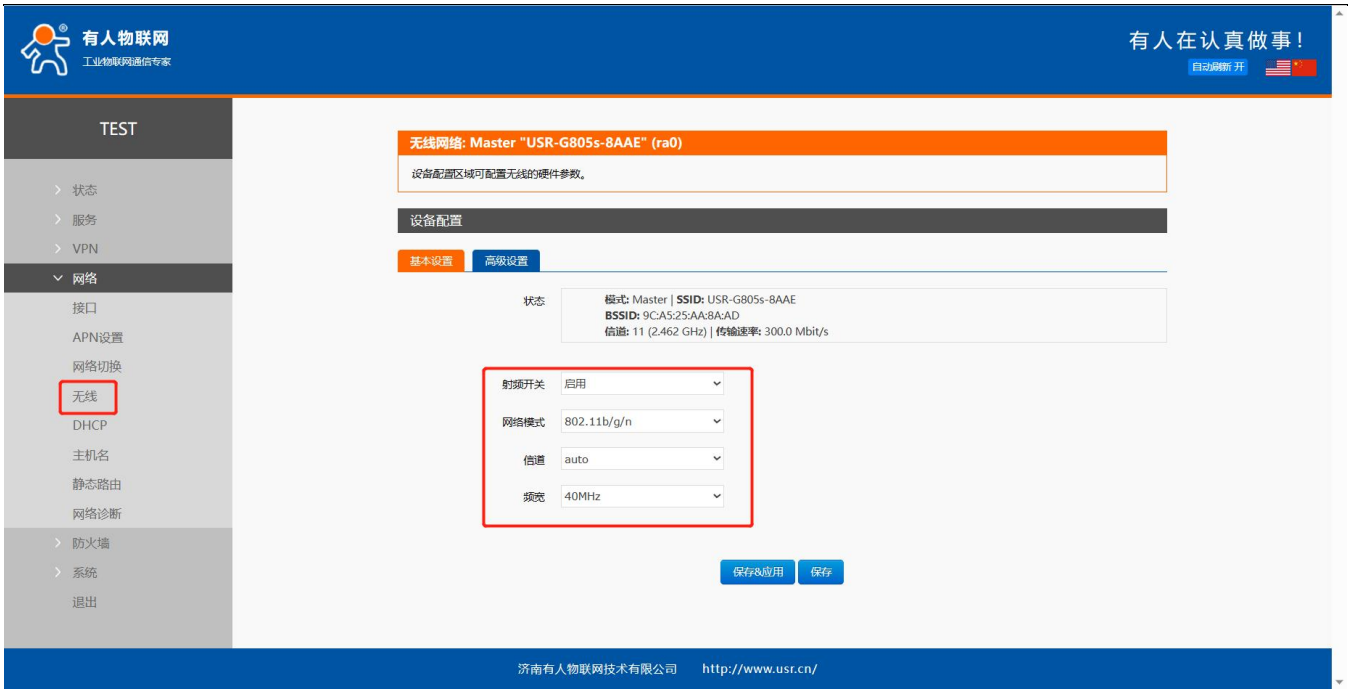 有人物联网
工业物联网通信专家
有人在认真做事!
自动刷新 开
TEST
状态
服务
VPN
网络
接口
APN设置
网络切换
无线
DHCP
主机名
静态路由
网络诊断
防火墙
系统
退出
无线网络: Master "USR-G805s-8AAE" (ra0)
设备配置区域可配置无线的硬件参数。
设备配置
基本设置 高级设置
状态 模式: Master | SSID: USR-G805s-8AAE
BSSID: 9C:A5:25:AA:8A:AD
信道: 11 (2.462 GHz) | 传输速率: 300.0 Mbit/s
射频开关 启用
网络模式 802.11b/g/n
信道 auto
频宽 40MHz
保存&应用 保存
济南有人物联网技术有限公司 http://www.usr.cn/